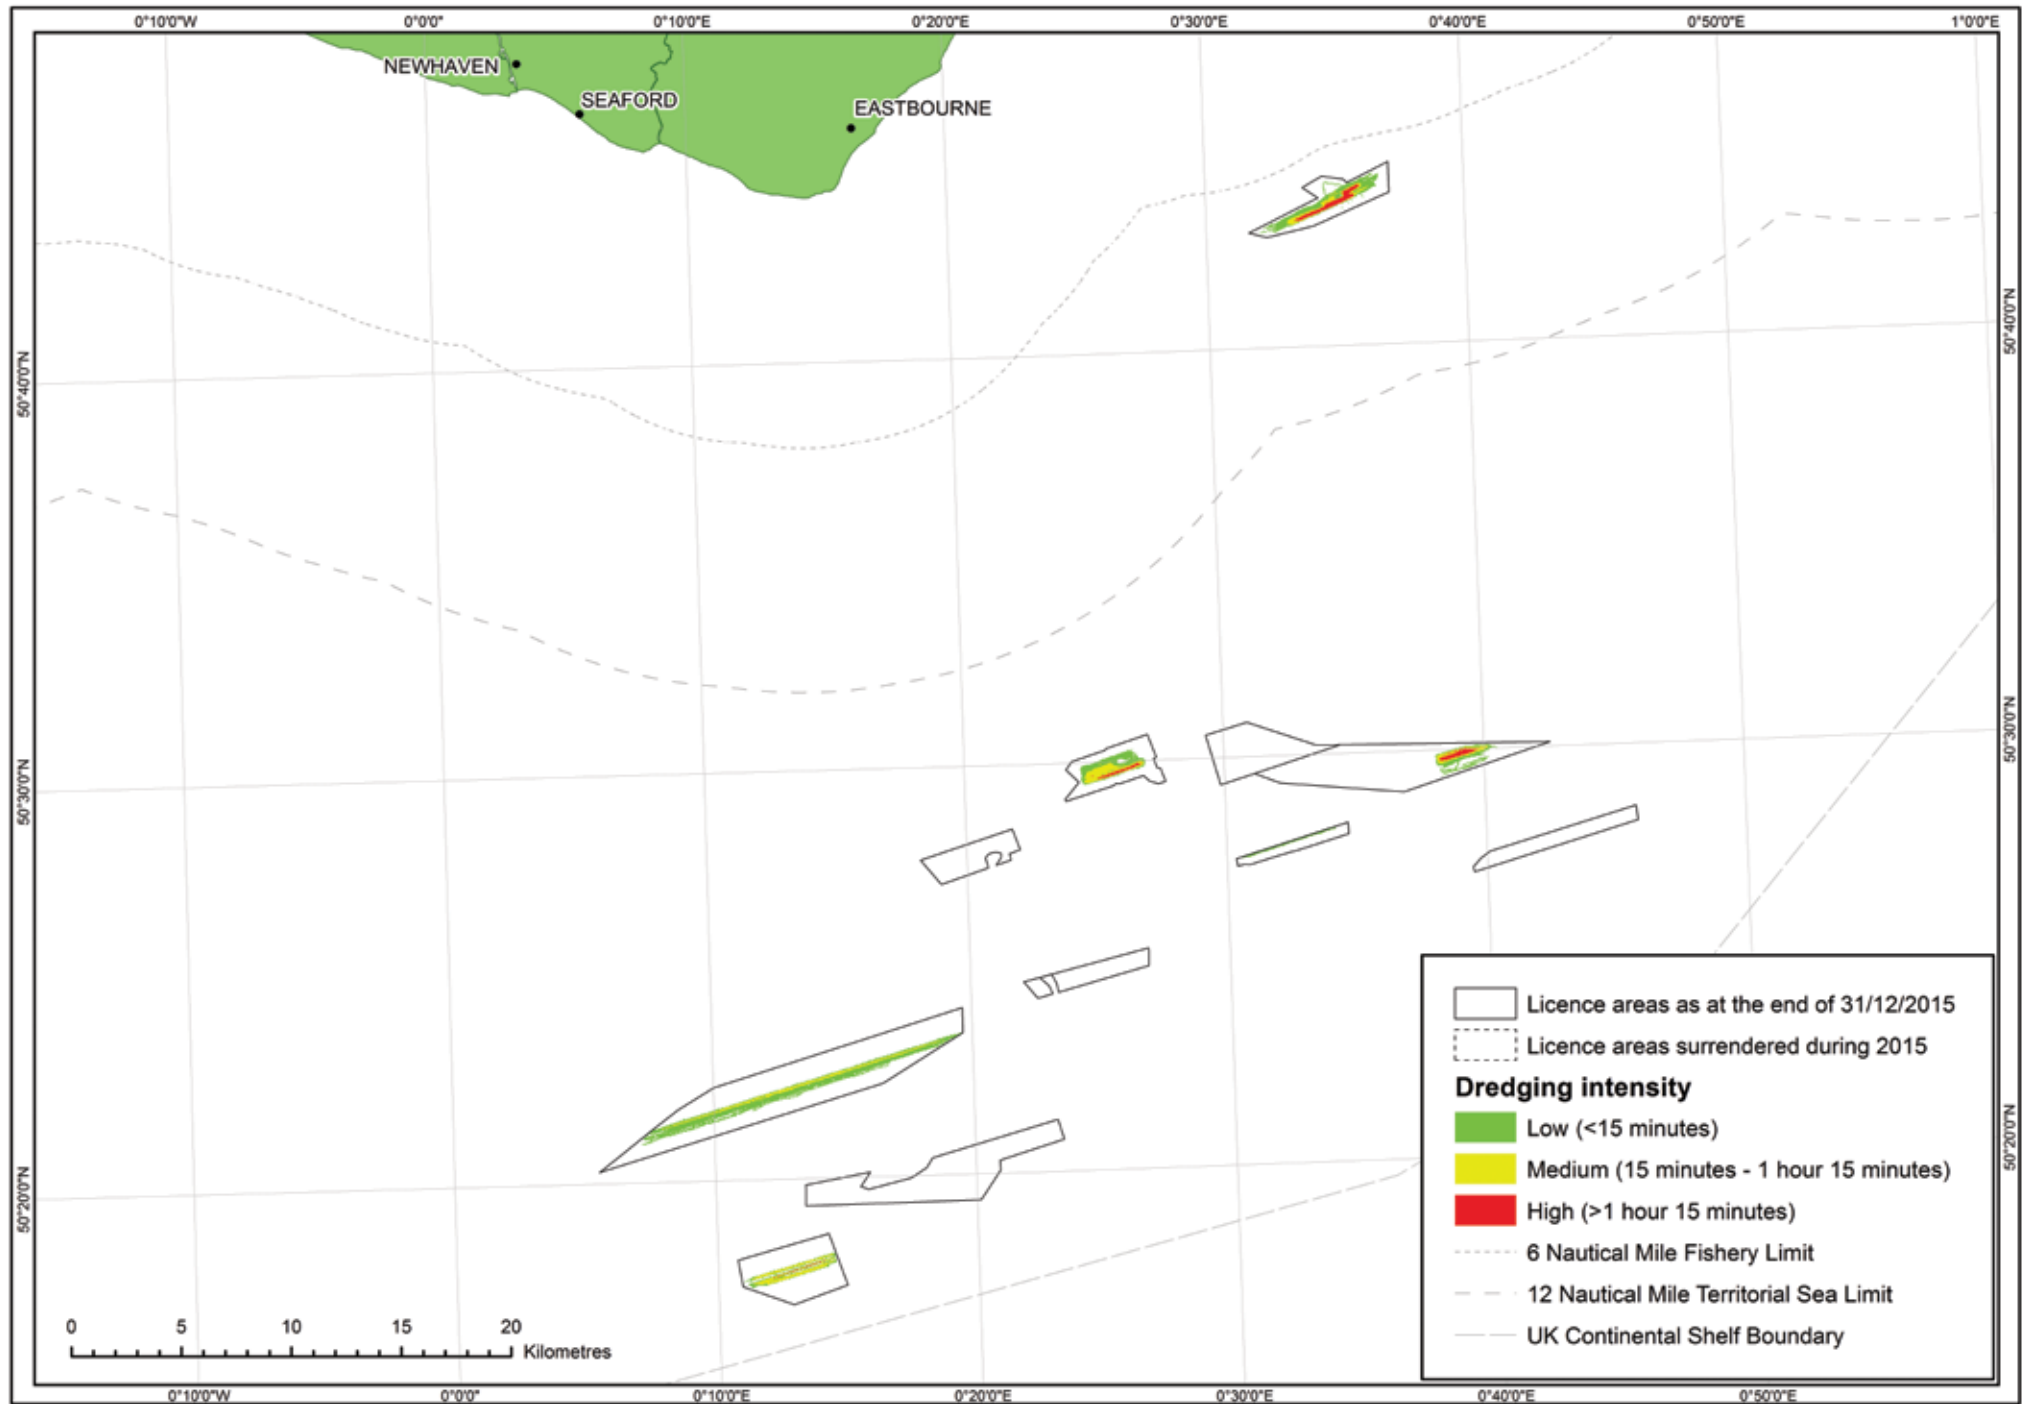 0°10'0"W 0°0'0" 0°10'0"E 0°20'0"E 0°30'0"E 0°40'0"E 0°50'0"E 1°0'0"E
NEWHAVEN
SEAFORD
EASTBOURNE
50°40'0"N
50°40'0"N
50°30'0"N
50°30'0"N
50°20'0"N
50°20'0"N
Licence areas as at the end of 31/12/2015
Licence areas surrendered during 2015
Dredging intensity
Low (<15 minutes)
Medium (15 minutes - 1 hour 15 minutes)
High (>1 hour 15 minutes)
6 Nautical Mile Fishery Limit
12 Nautical Mile Territorial Sea Limit
UK Continental Shelf Boundary
0 5 10 15 20
Kilometres
0°10'0"W 0°0'0" 0°10'0"E 0°20'0"E 0°30'0"E 0°40'0"E 0°50'0"E